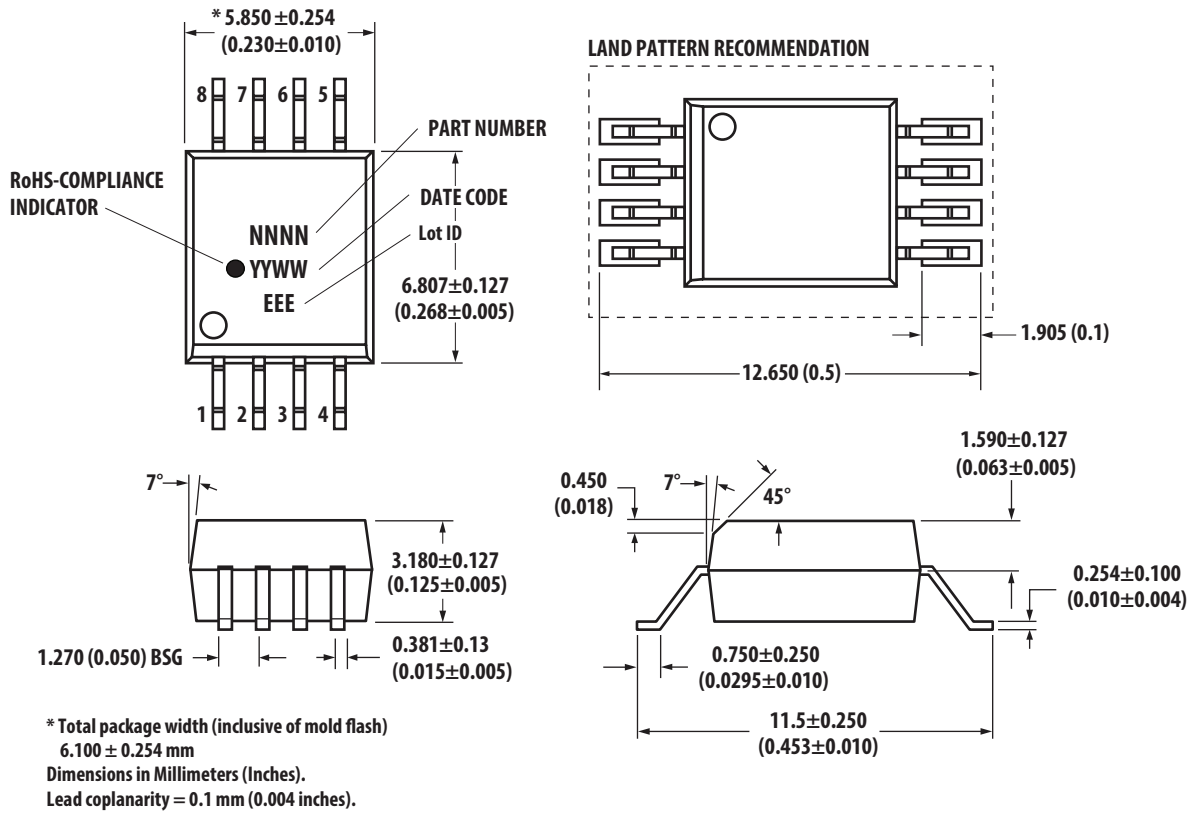 * 5.850 ±0.254
(0.230±0.010)
8 7 6 5
PART NUMBER
RoHS-COMPLIANCE
INDICATOR
DATE CODE
NNNN
Lot ID
YYWW
EEE
6.807±0.127
(0.268±0.005)
1 2 3 4
LAND PATTERN RECOMMENDATION
1.905 (0.1)
12.650 (0.5)
7°
3.180±0.127
(0.125±0.005)
0.381±0.13
(0.015±0.005)
1.270 (0.050) BSG
0.450
(0.018)
7°
45°
1.590±0.127
(0.063±0.005)
0.254±0.100
(0.010±0.004)
0.750±0.250
(0.0295±0.010)
11.5±0.250
(0.453±0.010)
* Total package width (inclusive of mold flash)
6.100 ± 0.254 mm
Dimensions in Millimeters (Inches).
Lead coplanarity = 0.1 mm (0.004 inches).